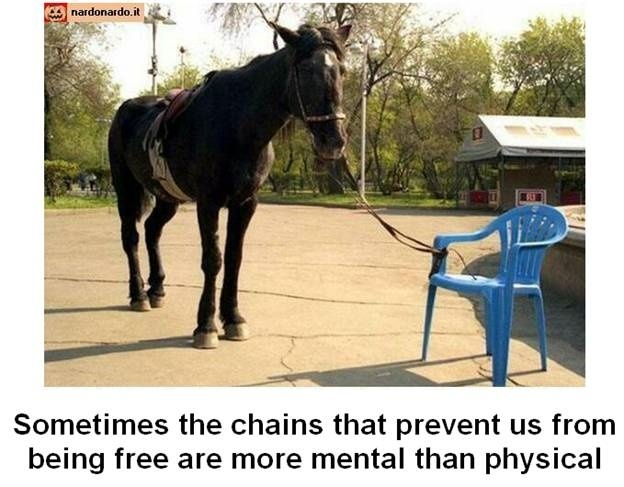 nardonardo.it
Sometimes the chains that prevent us from
being free are more mental than physical